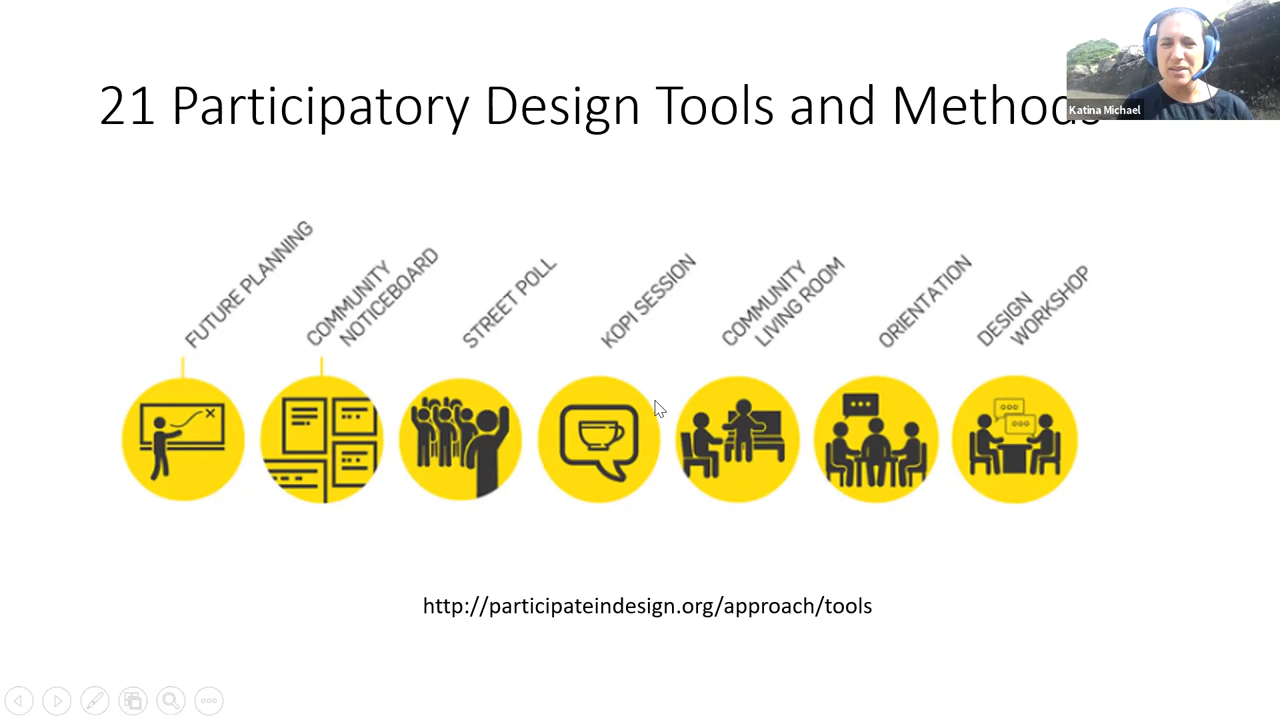 21 Participatory Design Tools and Methods
Katina Michael
FUTURE PLANNING
COMMUNITY
NOTICEBOARD
STREET POLL
KOPI SESSION
COMMUNITY
LIVING ROOM
ORIENTATION
DESIGN
WORKSHOP
http://participateindesign.org/approach/tools